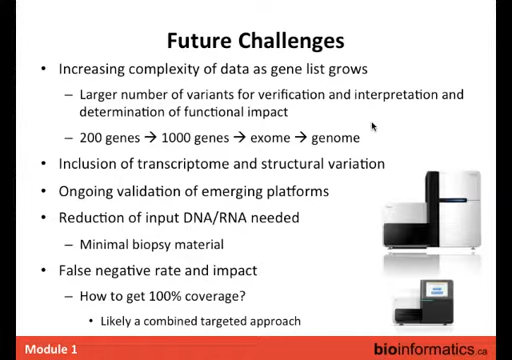 Future Challenges
• Increasing complexity of data as gene list grows
– Larger number of variants for verification and interpretation and
determination of functional impact
– 200 genes → 1000 genes → exome → genome
• Inclusion of transcriptome and structural variation
• Ongoing validation of emerging platforms
• Reduction of input DNA/RNA needed
– Minimal biopsy material
• False negative rate and impact
– How to get 100% coverage?
• Likely a combined targeted approach
Module 1
bioinformatics.ca